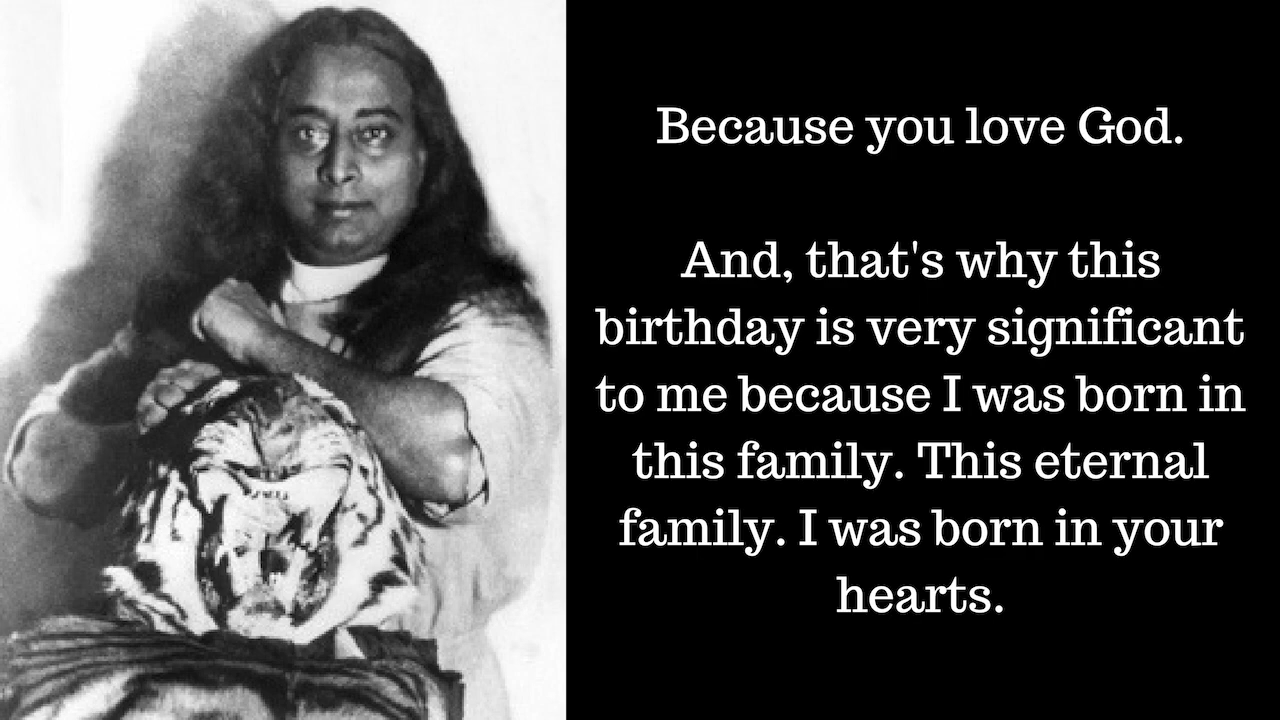 Because you love God.
And, that's why this
birthday is very significant
to me because I was born in
this family. This eternal
family. I was born in your
hearts.